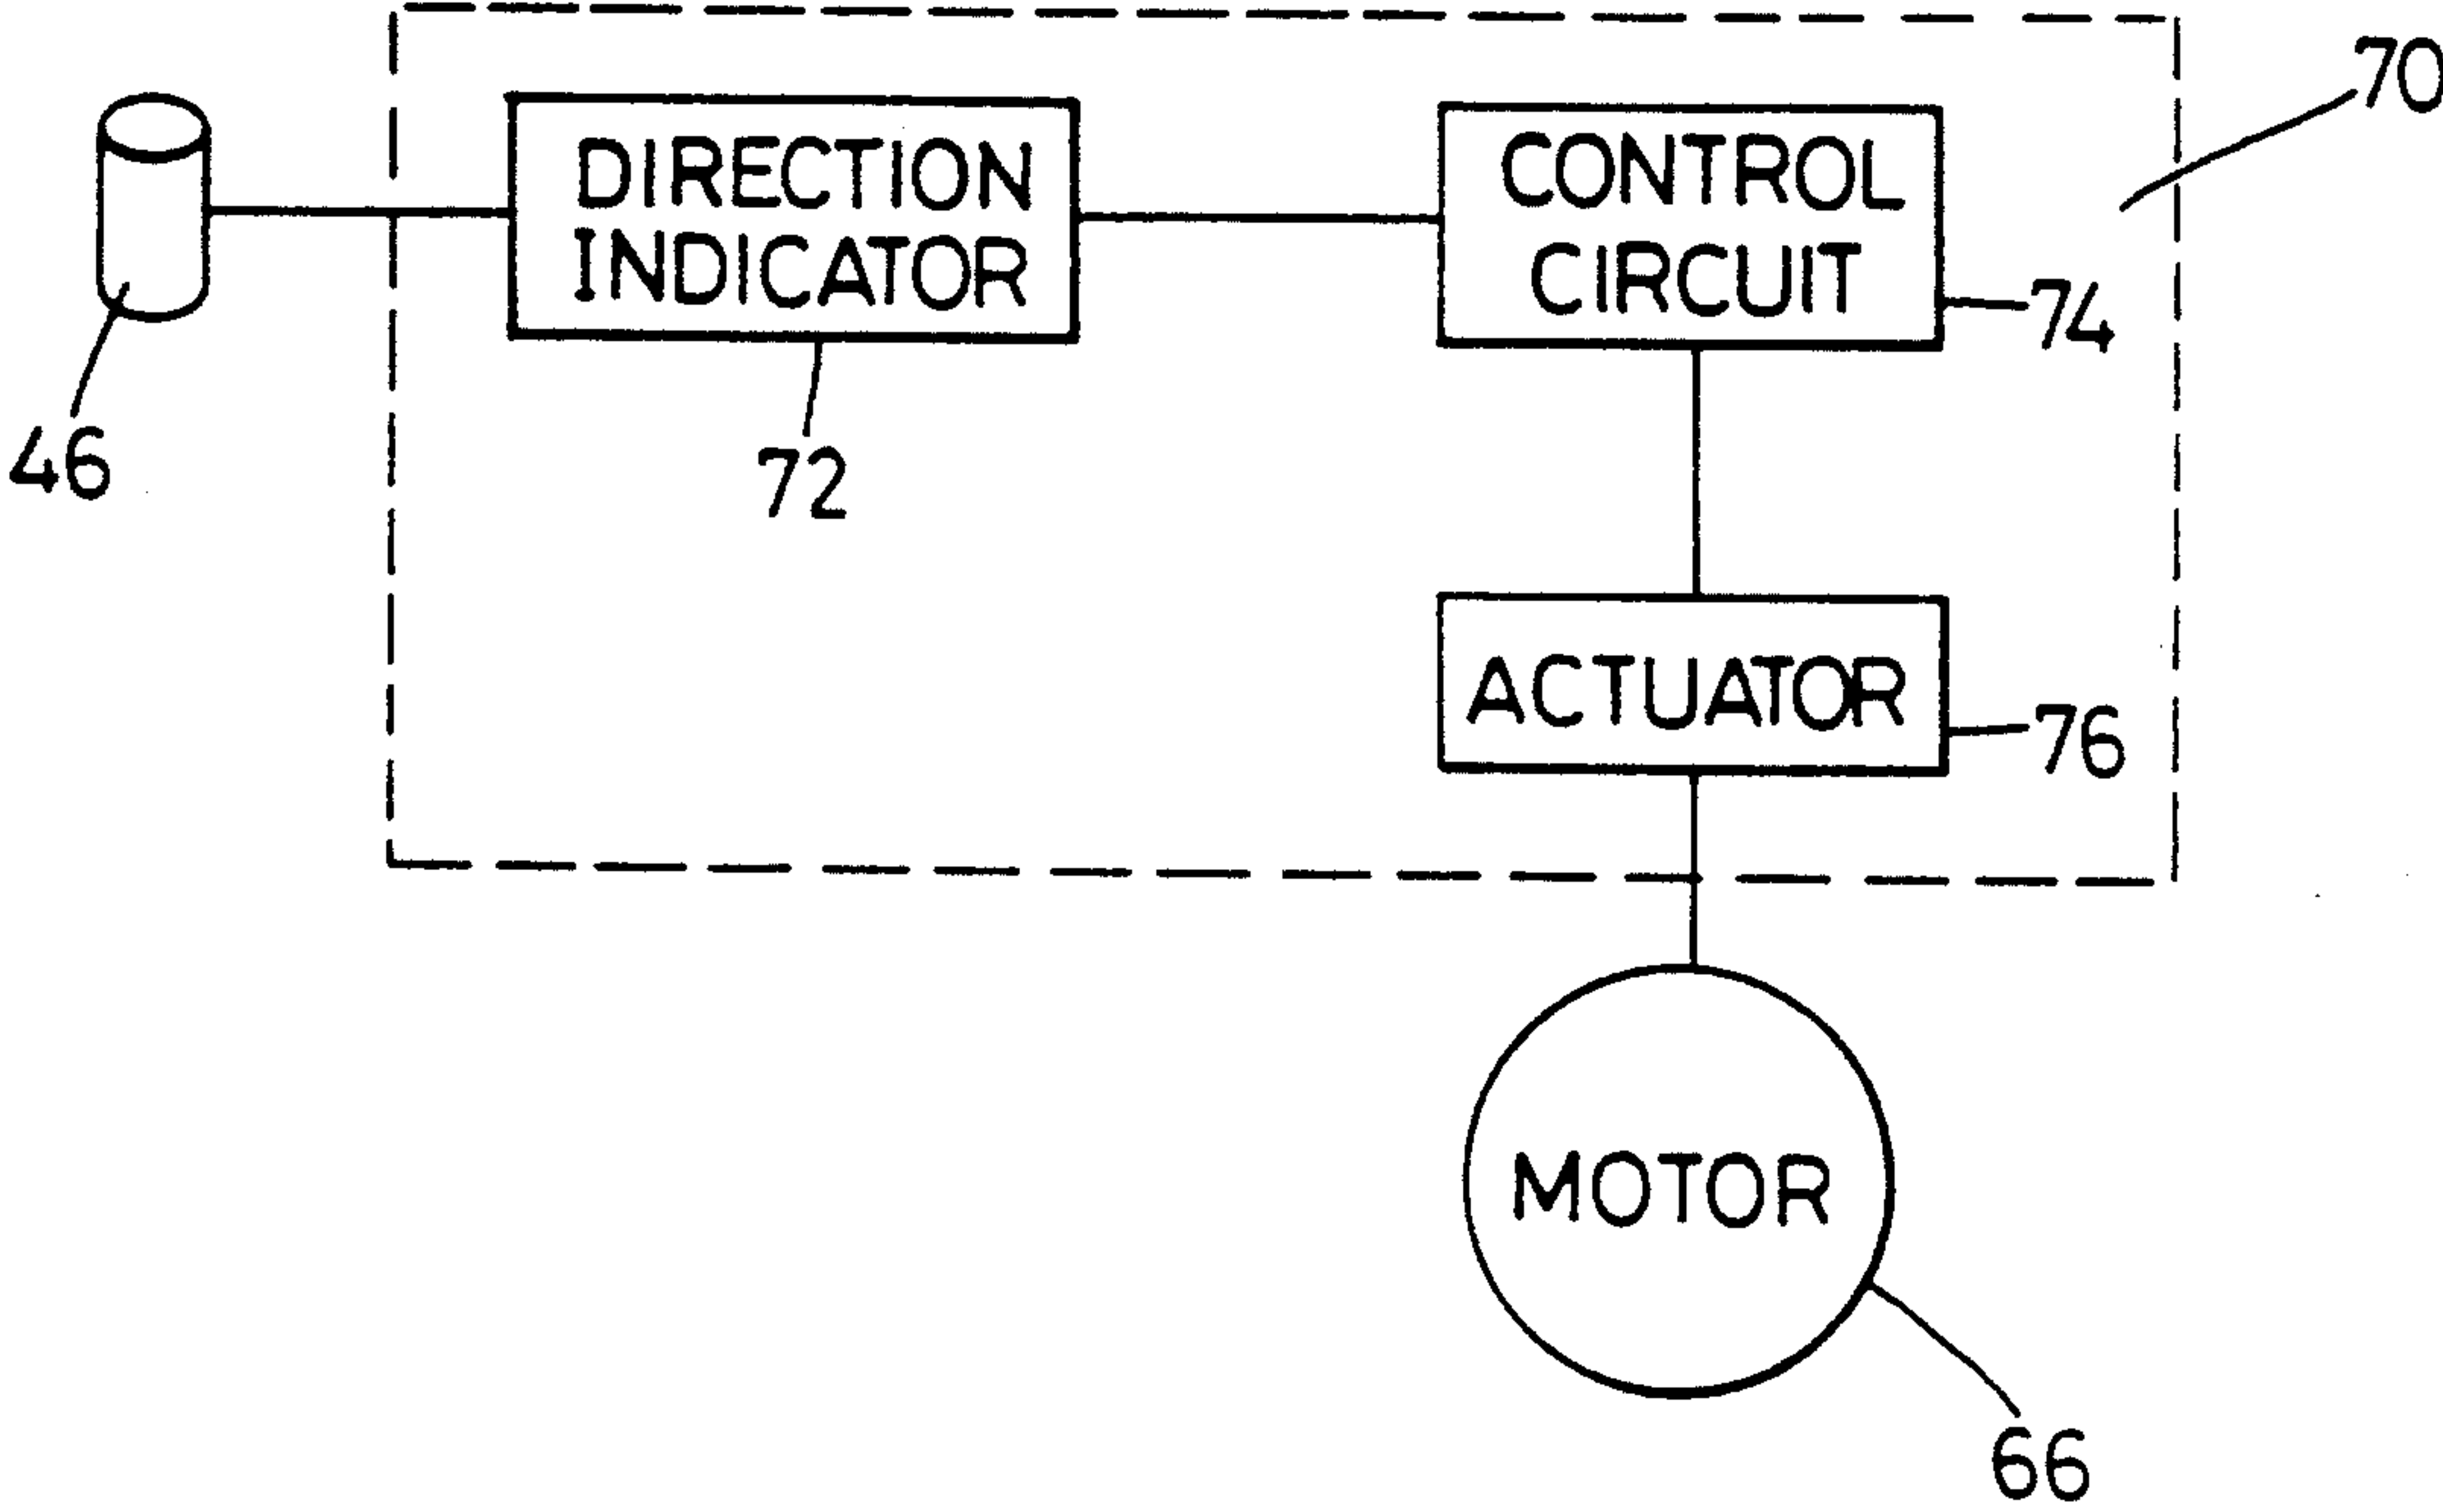 70
DIRECTION
INDICATOR
CONTROL
CIRCUIT
74
46
72
ACTUATOR
76
MOTOR
66